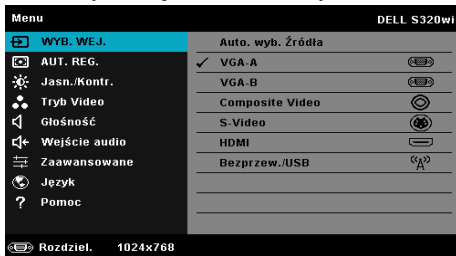 Menu DELL S320wi
WYB. WEJ. Auto. wyb. Źródła
AUT. REG. VGA-A
Jasn./Kontr. VGA-B
Tryb Video Composite Video
Głośność S-Video
Wejście audio HDMI
Zaawansowane Bezprzew./USB
Język
Pomoc
Rozdziel. 1024x768